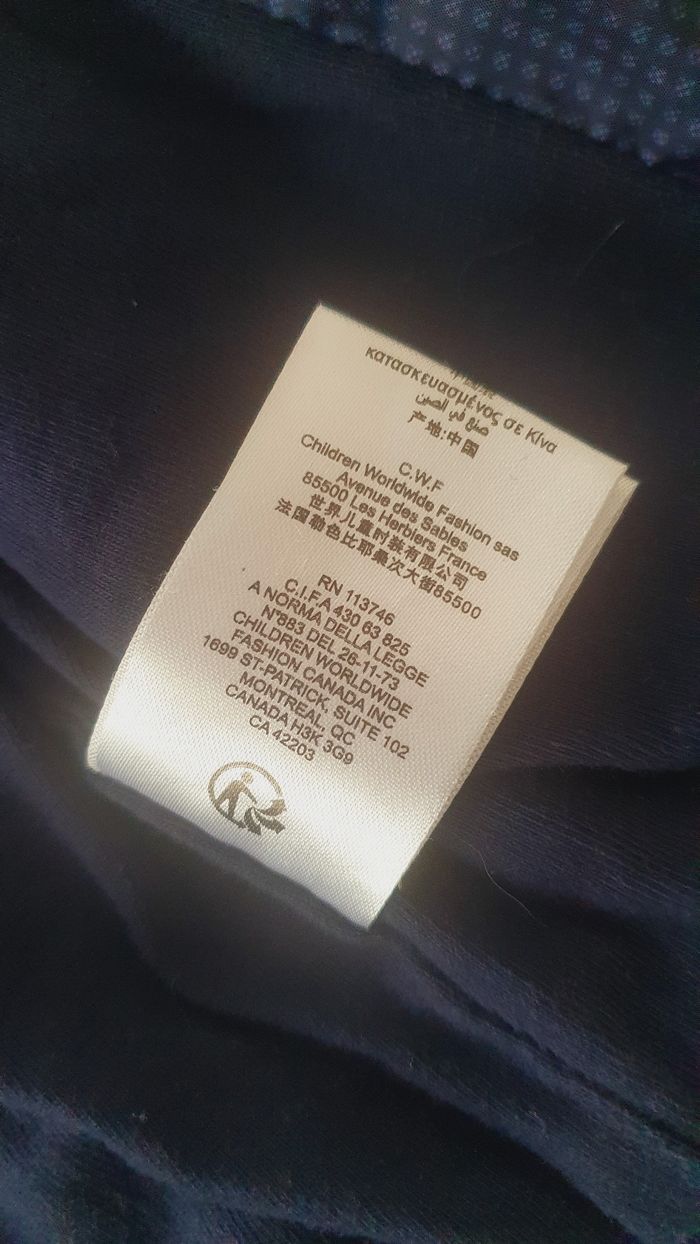 κατασκευασμένος σε Κίνα
صنع في الصين
产地:中国
C.W.F
Children Worldwide Fashion sas
Avenue des Sables
85500 Les Herbiers France
世界儿童时装有限公司
法国勒色比耶桑次大街85500
RN 113746
C.I.F.A 430 63 825
A NORMA DELLA LEGGE
N°883 DEL 26-11-73
CHILDREN WORLDWIDE
FASHION CANADA INC
1699 ST-PATRICK, SUITE 102
MONTREAL, QC
CANADA H3K 3G9
CA 42203